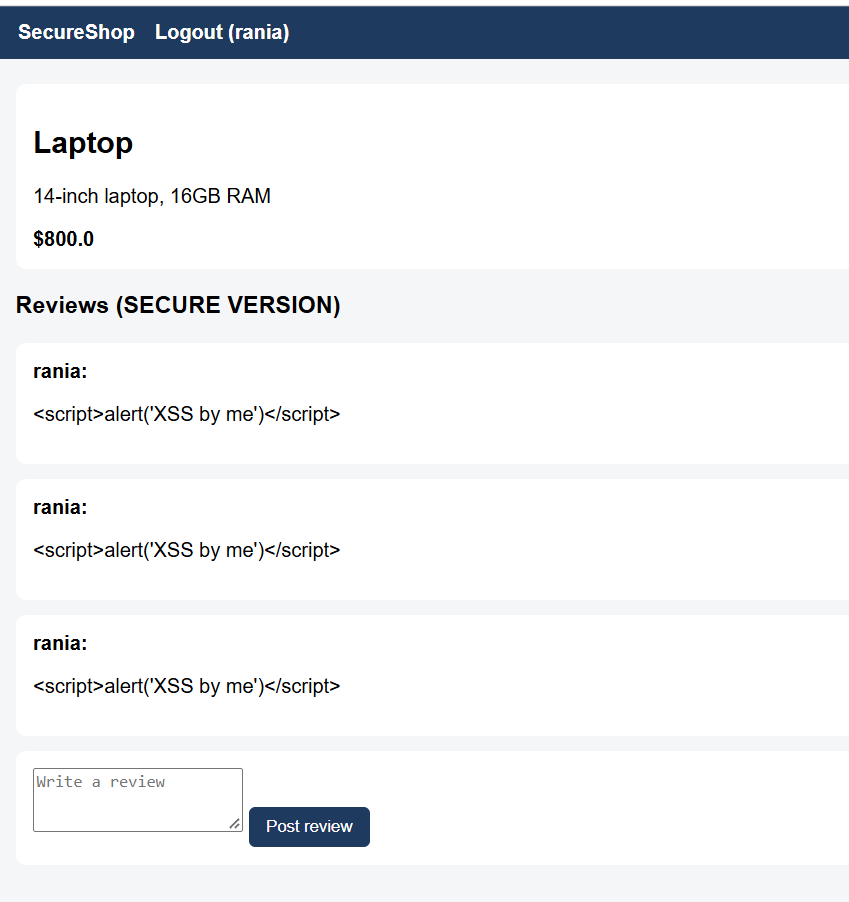 SecureShop Logout (rania)
Laptop
14-inch laptop, 16GB RAM
$800.0
Reviews (SECURE VERSION)
rania:
<script>alert('XSS by me')</script>
rania:
<script>alert('XSS by me')</script>
rania:
<script>alert('XSS by me')</script>
Write a review
Post review